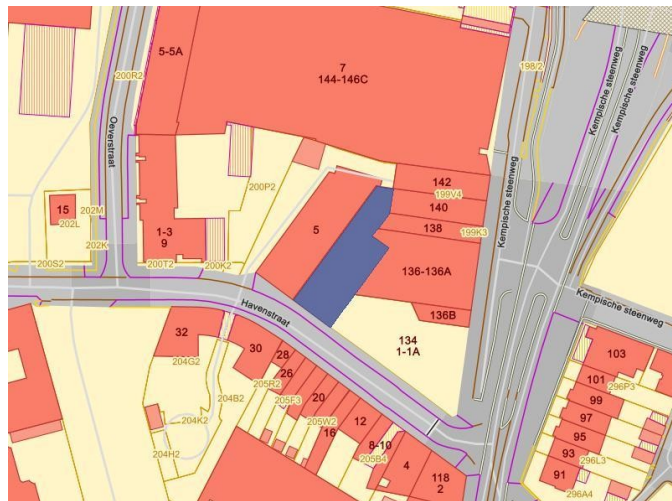 5-5A
7
144-146C
198/2
Kempische steenweg
Kempische steenweg
Kempische steenweg
200R2
Oeverstraat
142
199V4
140
138
199K3
200P2
15
202L
202M
202K
1-3
9
5
136-136A
136B
200S2
200T2
200K2
Kempische steenweg
Havenstraat
134
1-1A
32
204G2
30
28
26
205R2
205F3
20
205W2
16
12
8-10
205B4
4
118
2
204B2
204K2
204H2
103
296P3
101
99
97
95
296L3
93
91
296A4